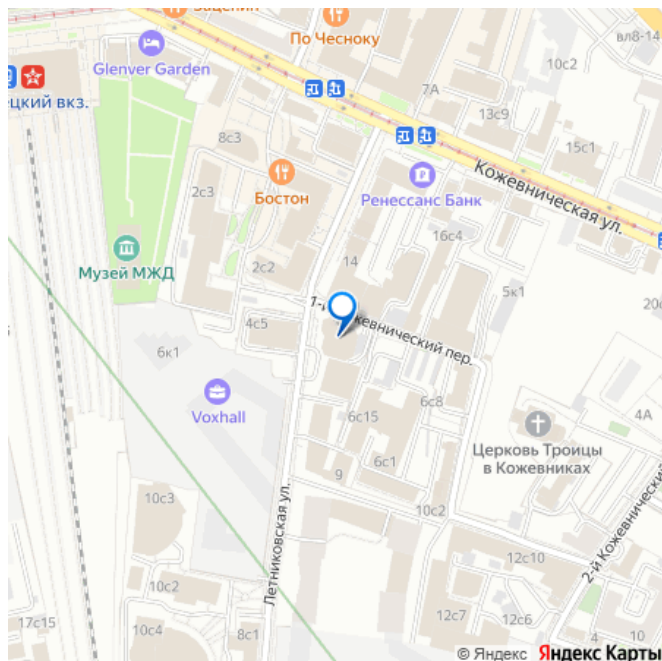 Зацепин
По Чесноку
вл8-14
10с2
Glenver Garden
цкий вкз.
7А
13с9
8с3
15с1
Кожевническая ул.
2с3
Бостон
Ренессанс Банк
16с4
Музей МЖД
2с2
14
5к1
1-й Кожевнический пер.
4с5
6к1
Voxhall
6с8
4А
6с15
Церковь Троицы
в Кожевниках
6с1
9
10с3
10с2
Летниковская ул.
2-й Кожевнический
12с10
10с2
12с7
12с6
4
10
17с15
10с4
8с1
© Яндекс Яндекс Карты